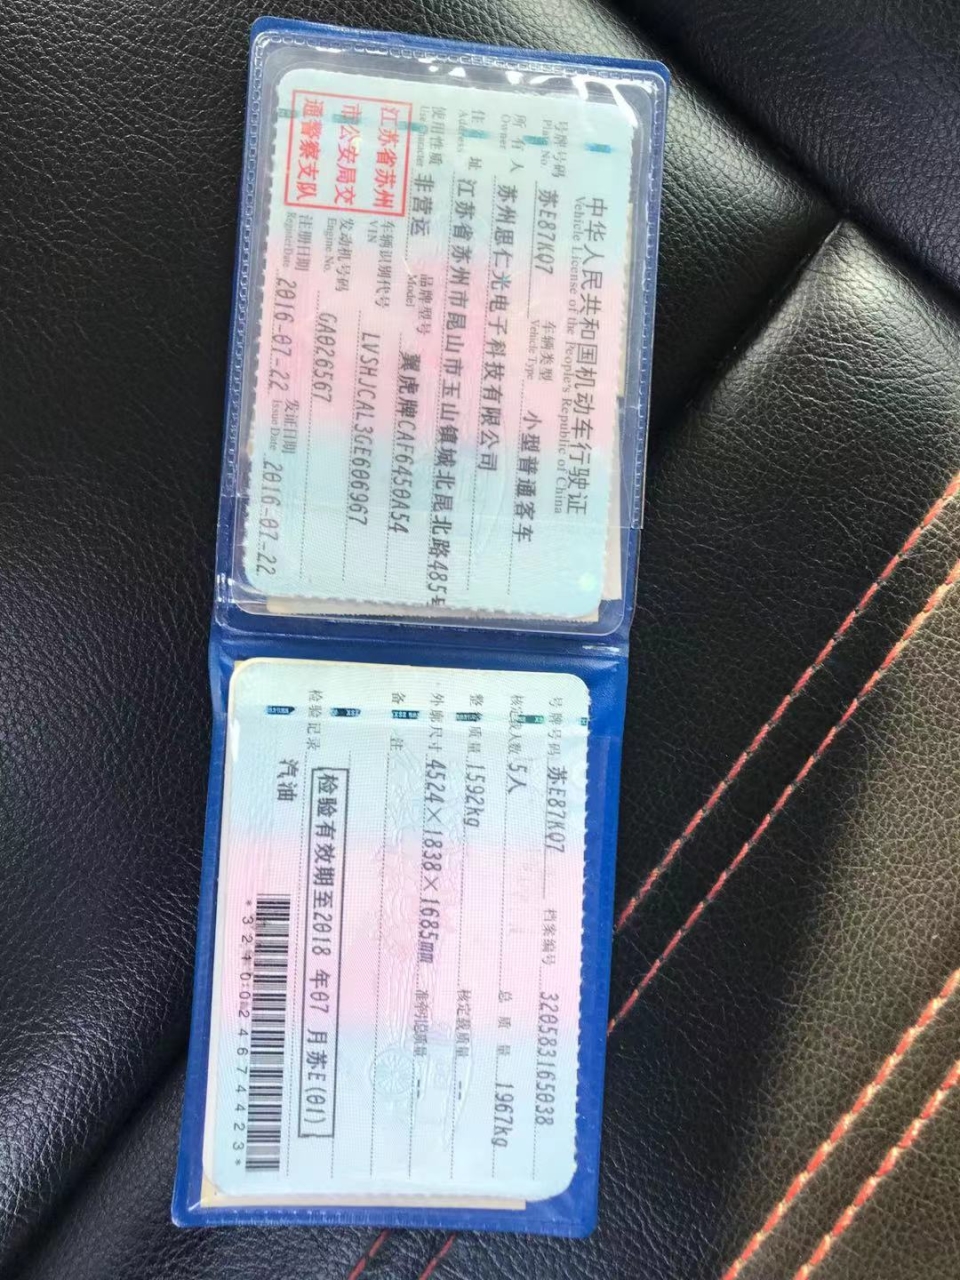 中华人民共和国机动车行驶证
Vehicle License of the People's Republic of China
号牌号码 苏E87KQ7 车辆类型 小型普通客车
Plate No. Vehicle Type
所有人 苏州思仁光电子科技有限公司
Owner
住址 江苏省苏州市昆山市玉山镇城北昆北路485号
Address
使用性质 非营运 品牌型号 翼虎牌CAF6450A54
Use Character Model
江苏省苏州
市公安局交
通警察支队
车辆识别代号 LVSHJCAL3GE606967
VIN
发动机号码 GA026567
Engine No.
注册日期 2016-07-22 发证日期 2016-07-22
Register Date Issue Date
号牌号码 苏E87KQ7 档案编号 320583165038
核定载人数 5人 总质量 1967kg
整备质量 1592kg 核定载质量 --
外廓尺寸 4524×1838×1685mm 准牵引总质量 --
备注
检验有效期至2018年07月苏E(01)
检验记录
汽油
*3240024674423*